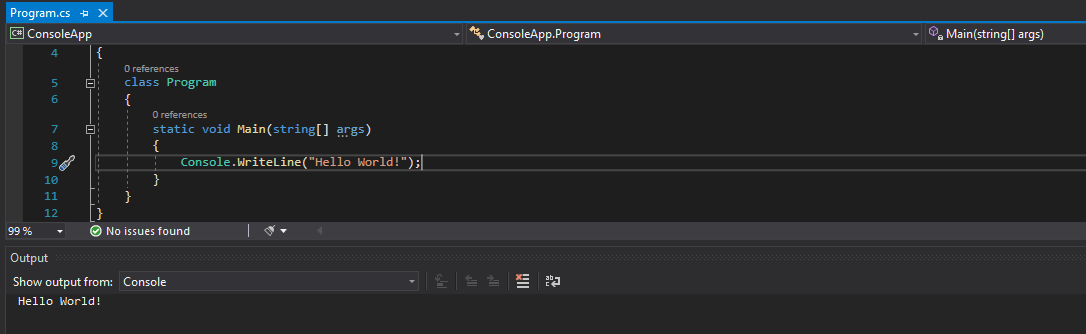 Program.cs
ConsoleApp ConsoleApp.Program Main(string[] args)
4 {
0 references
5 class Program
6 {
0 references
7 static void Main(string[] args)
8 {
9 Console.WriteLine("Hello World!");
10 }
11 }
12 }
99 % No issues found
Output
Show output from: Console
Hello World!